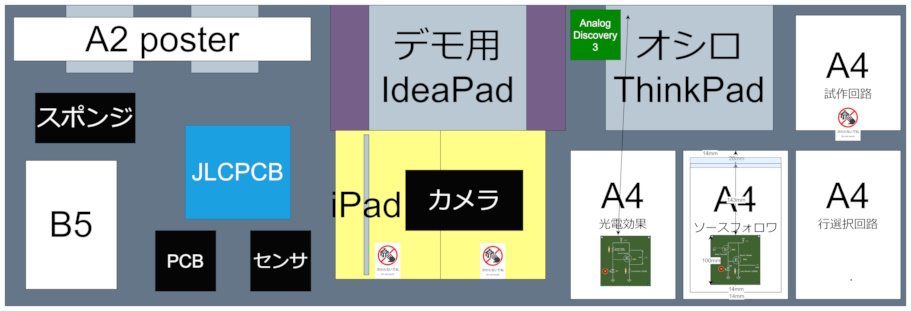 A2 poster
スポンジ
JLCPCB
B5
PCB
センサ
デモ用
IdeaPad
iPad
カメラ
Analog
Discovery
3
オシロ
ThinkPad
A4
試作回路
A4
光電効果
14mm
A4
ソースフォロワ
100mm
14mm
14mm
A4
行選択回路